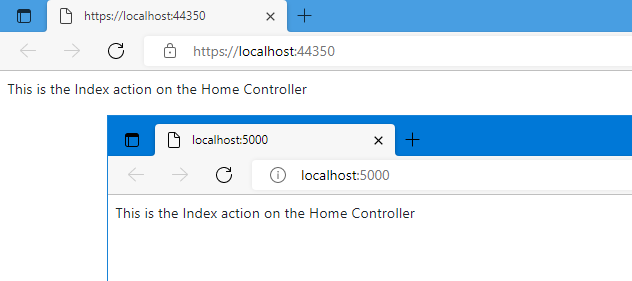 https://localhost:44350
https://localhost:44350
This is the Index action on the Home Controller
localhost:5000
localhost:5000
This is the Index action on the Home Controller